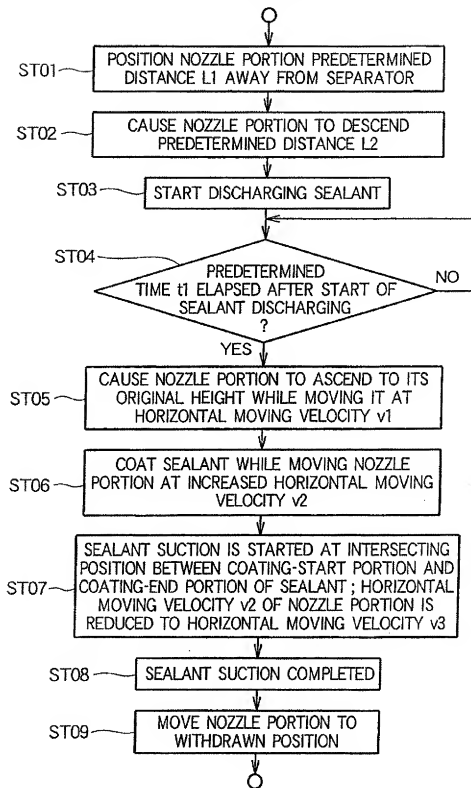 ST01
POSITION NOZZLE PORTION PREDETERMINED
DISTANCE L1 AWAY FROM SEPARATOR
ST02
CAUSE NOZZLE PORTION TO DESCEND
PREDETERMINED DISTANCE L2
ST03
START DISCHARGING SEALANT
ST04
PREDETERMINED
TIME t1 ELAPSED AFTER START OF
SEALANT DISCHARGING
?
NO
YES
ST05
CAUSE NOZZLE PORTION TO ASCEND TO ITS
ORIGINAL HEIGHT WHILE MOVING IT AT
HORIZONTAL MOVING VELOCITY v1
ST06
COAT SEALANT WHILE MOVING NOZZLE
PORTION AT INCREASED HORIZONTAL MOVING
VELOCITY v2
ST07
SEALANT SUCTION IS STARTED AT INTERSECTING
POSITION BETWEEN COATING-START PORTION AND
COATING-END PORTION OF SEALANT ; HORIZONTAL
MOVING VELOCITY v2 OF NOZZLE PORTION IS
REDUCED TO HORIZONTAL MOVING VELOCITY v3
ST08
SEALANT SUCTION COMPLETED
ST09
MOVE NOZZLE PORTION TO
WITHDRAWN POSITION